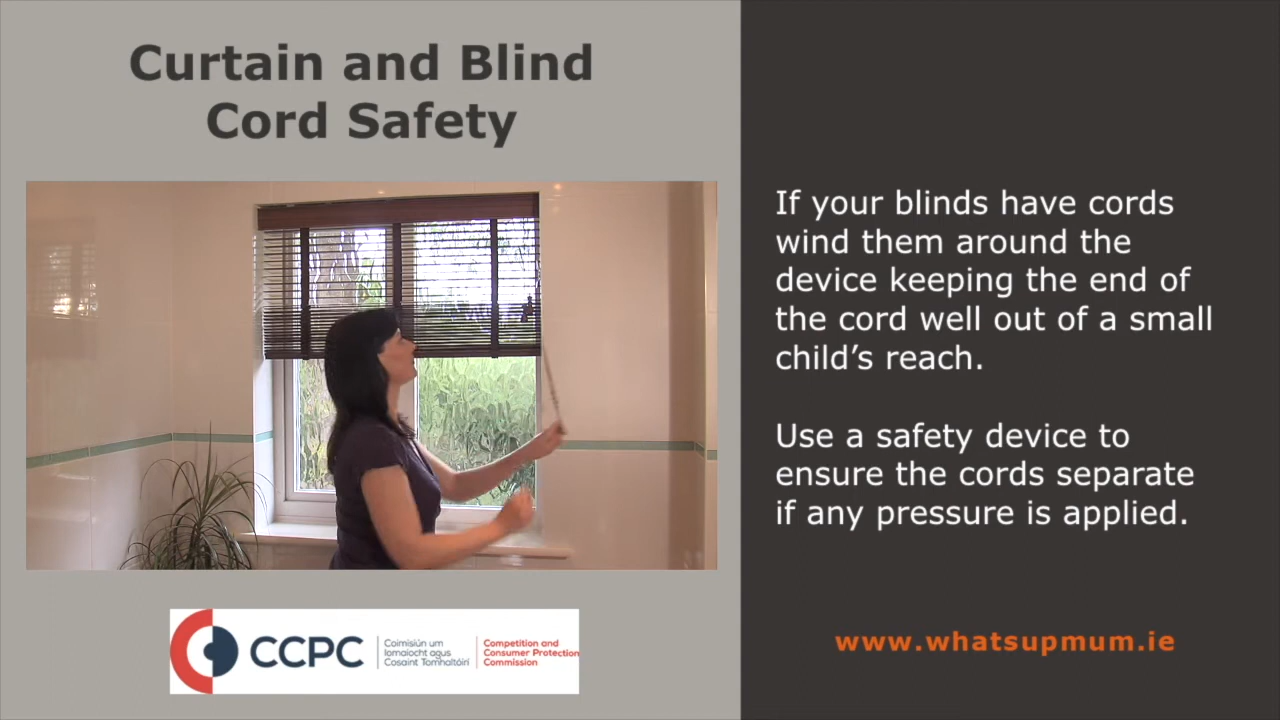 Curtain and Blind
Cord Safety
If your blinds have cords
wind them around the
device keeping the end of
the cord well out of a small
child’s reach.
Use a safety device to
ensure the cords separate
if any pressure is applied.
CCPC
Coimisiún um
Iomaíocht agus
Cosaint Tomhaltóirí
Competition and
Consumer Protection
Commission
www.whatsupmum.ie